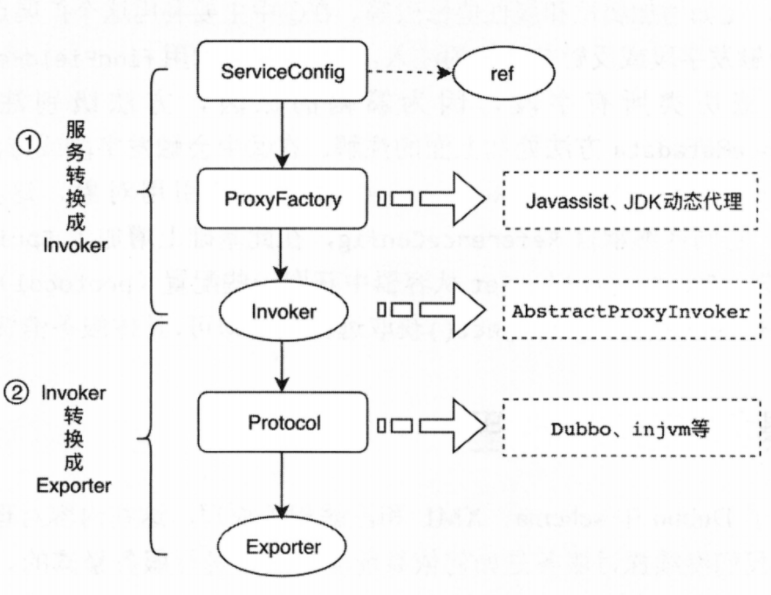 ServiceConfig
ref
① 服务转换成Invoker
ProxyFactory
Javassist、JDK动态代理
Invoker
AbstractProxyInvoker
② Invoker转换成Exporter
Protocol
Dubbo、injvm等
Exporter